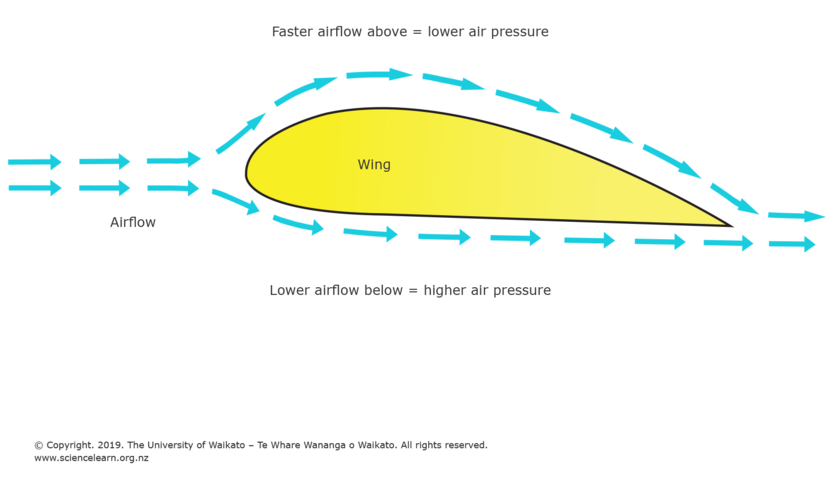 Faster airflow above = lower air pressure
Wing
Airflow
Lower airflow below = higher air pressure
© Copyright. 2019. The University of Waikato – Te Whare Wananga o Waikato. All rights reserved.
www.sciencelearn.org.nz